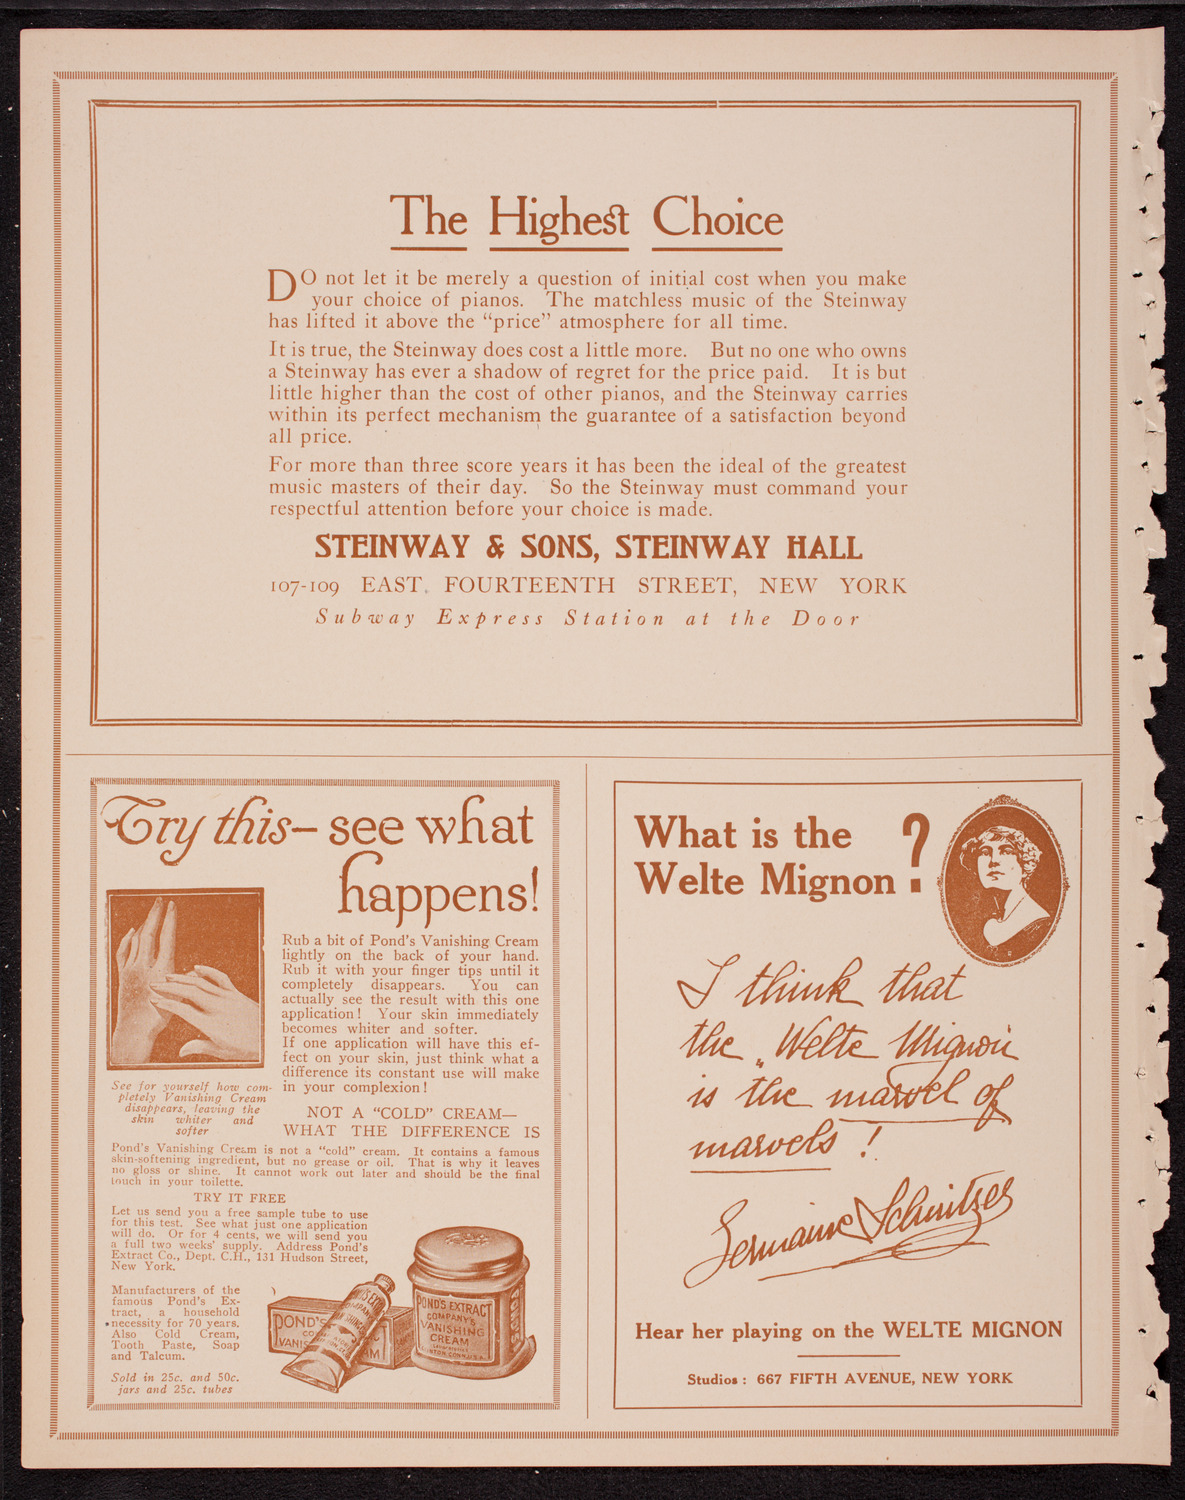 The Highest Choice
DO not let it be merely a question of initial cost when you make
your choice of pianos. The matchless music of the Steinway
has lifted it above the “price” atmosphere for all time.
It is true, the Steinway does cost a little more. But no one who owns
a Steinway has ever a shadow of regret for the price paid. It is but
little higher than the cost of other pianos, and the Steinway carries
within its perfect mechanism the guarantee of a satisfaction beyond
all price.
For more than three score years it has been the ideal of the greatest
music masters of their day. So the Steinway must command your
respectful attention before your choice is made.
STEINWAY & SONS, STEINWAY HALL
107-109 EAST FOURTEENTH STREET, NEW YORK
Subway Express Station at the Door
Try this—see what
happens!
Rub a bit of Pond's Vanishing Cream
lightly on the back of your hand.
Rub it with your finger tips until it
completely disappears. You can
actually see the result with this one
application! Your skin immediately
becomes whiter and softer.
If one application will have this ef-
fect on your skin, just think what a
difference its constant use will make
in your complexion!
See for yourself how com-
pletely Vanishing Cream
disappears, leaving the
skin whiter and
softer
NOT A “COLD” CREAM—
WHAT THE DIFFERENCE IS
Pond's Vanishing Cream is not a “cold” cream. It contains a famous
skin-softening ingredient, but no grease or oil. That is why it leaves
no gloss or shine. It cannot work out later and should be the final
touch in your toilette.
TRY IT FREE
Let us send you a free sample tube to use
for this test. See what just one application
will do. Or for 4 cents, we will send you
a full two weeks' supply. Address Pond's
Extract Co., Dept. C.H., 131 Hudson Street,
New York.
Manufacturers of the
famous Pond's Ex-
tract, a household
necessity for 70 years.
Also Cold Cream,
Tooth Paste, Soap
and Talcum.
Sold in 25c. and 50c.
jars and 25c. tubes
POND'S
VANIS
AM
POND'S EXTRACT
COMPANY'S
VANISHING
CREAM
What is the
Welte Mignon?
I think that
the „Welte Mignon
is the marvel of
marvels!
Germaine Schnitzer
Hear her playing on the WELTE MIGNON
Studios: 667 FIFTH AVENUE, NEW YORK